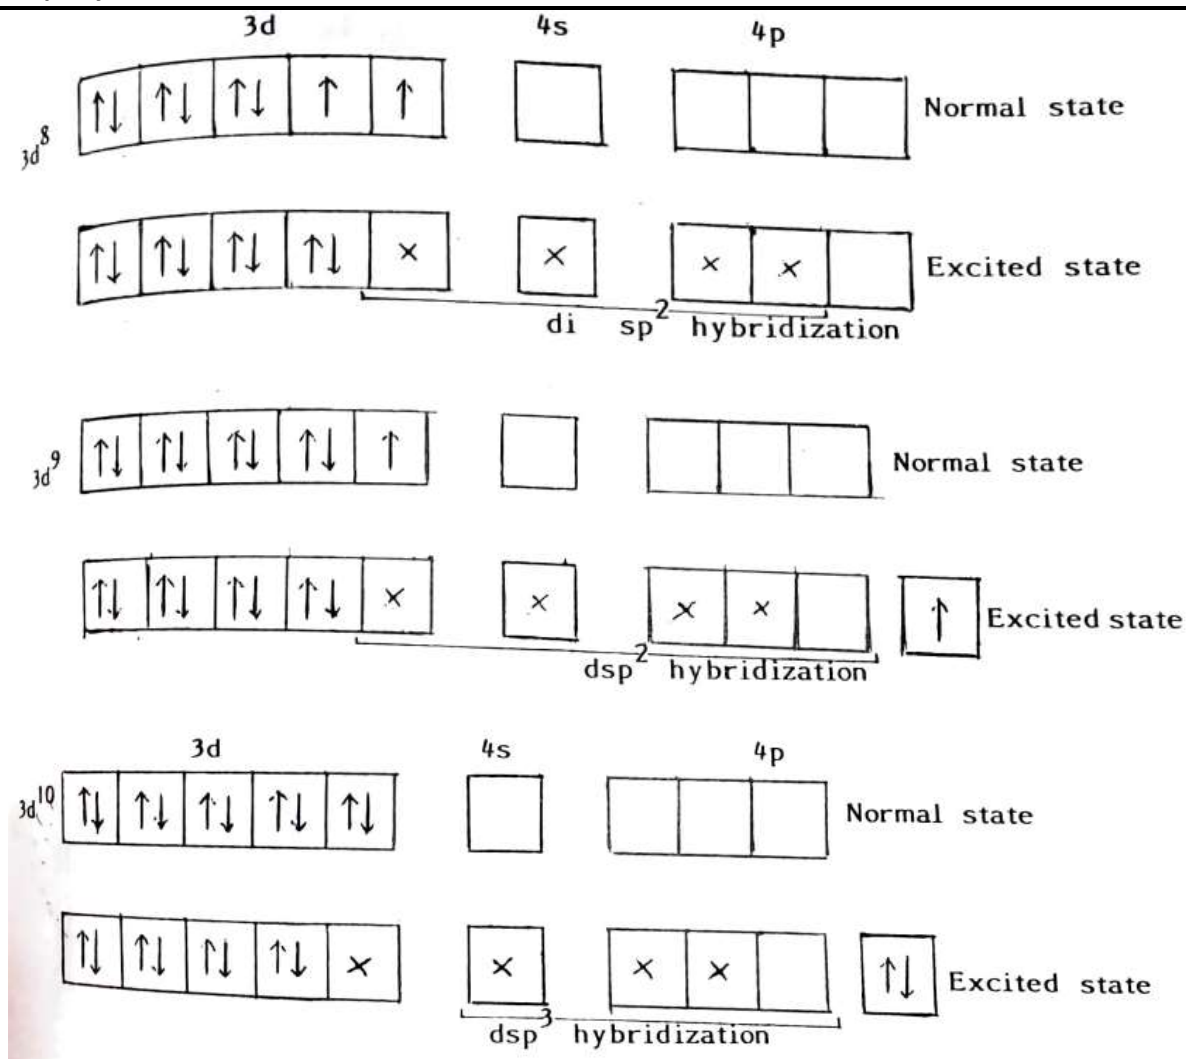 3d 4s 4p
3d⁸ ↑↓ ↑↓ ↑↓ ↑ ↑ Normal state
↑↓ ↑↓ ↑↓ ↑↓ × × × × Excited state
di sp² hybridization
3d⁹ ↑↓ ↑↓ ↑↓ ↑↓ ↑ Normal state
↑↓ ↑↓ ↑↓ ↑↓ × × × × ↑ Excited state
dsp² hybridization
3d 4s 4p
3d¹⁰ ↑↓ ↑↓ ↑↓ ↑↓ ↑↓ Normal state
↑↓ ↑↓ ↑↓ ↑↓ × × × × ↑↓ Excited state
dsp³ hybridization